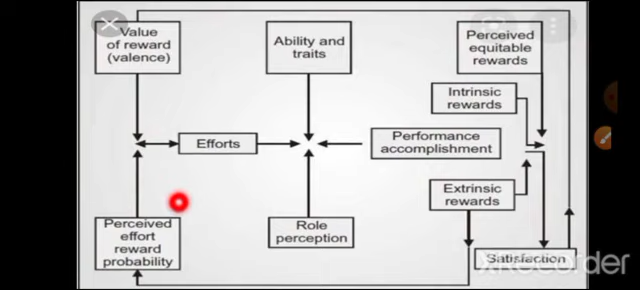 Value
of reward
(valence)
Ability and
traits
Perceived
equitable
rewards
Intrinsic
rewards
Efforts
Performance
accomplishment
Extrinsic
rewards
Perceived
effort
reward
probability
Role
perception
Satisfaction
XRecorder